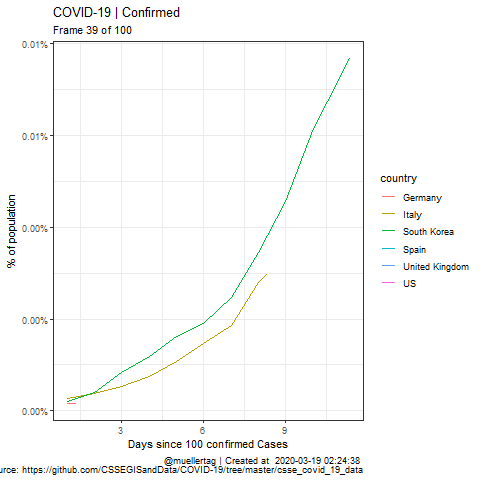 COVID-19 | Confirmed
Frame 39 of 100
0.01%
0.01%
0.00%
0.00%
0.00%
% of population
3
6
9
Days since 100 confirmed Cases
country
Germany
Italy
South Korea
Spain
United Kingdom
US
@muellertag | Created at 2020-03-19 02:24:38
urce: https://github.com/CSSEGISandData/COVID-19/tree/master/csse_covid_19_data